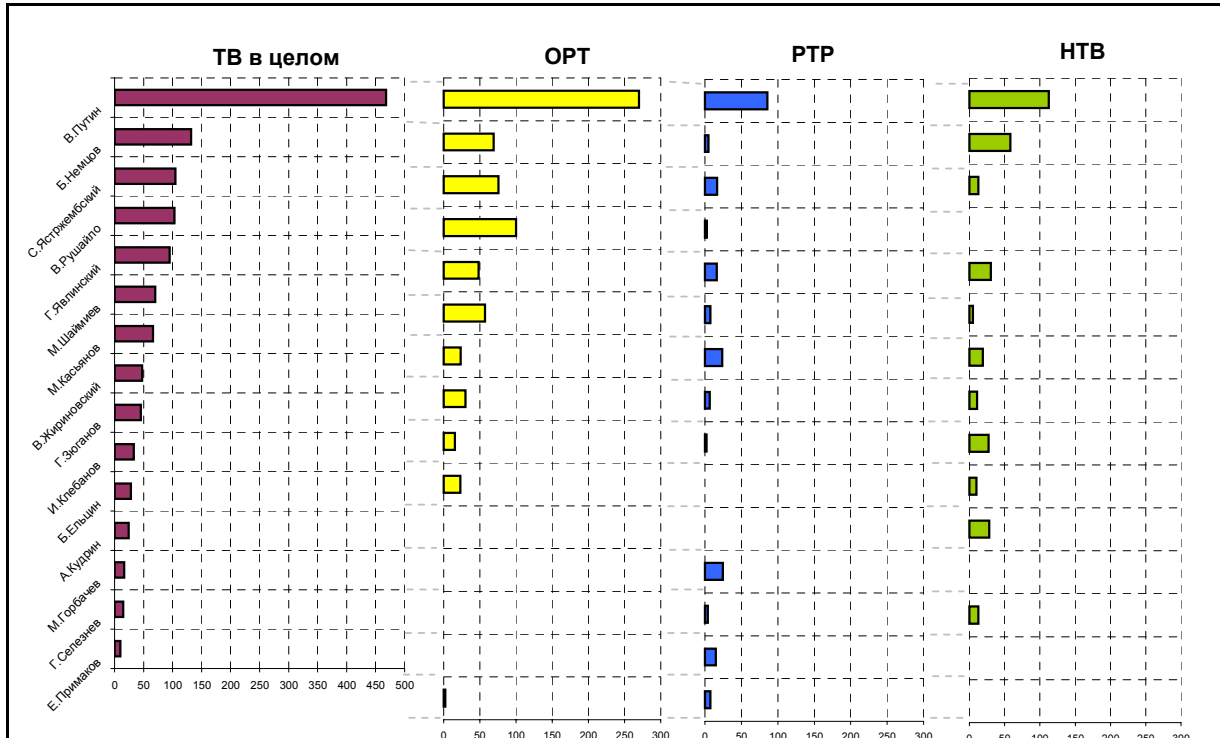 ТВ в целом
ОРТ
РТР
НТВ
В.Путин
Б.Немцов
С.Ястржембский
В.Рушайло
Г.Явлинский
М.Шаймиев
М.Касьянов
В.Жириновский
Г.Зюганов
И.Клебанов
Б.Ельцин
А.Кудрин
М.Горбачев
Г.Селезнев
Е.Примаков
0 50 100 150 200 250 300 350 400 450 500
0 50 100 150 200 250 300
0 50 100 150 200 250 300
0 50 100 150 200 250 300